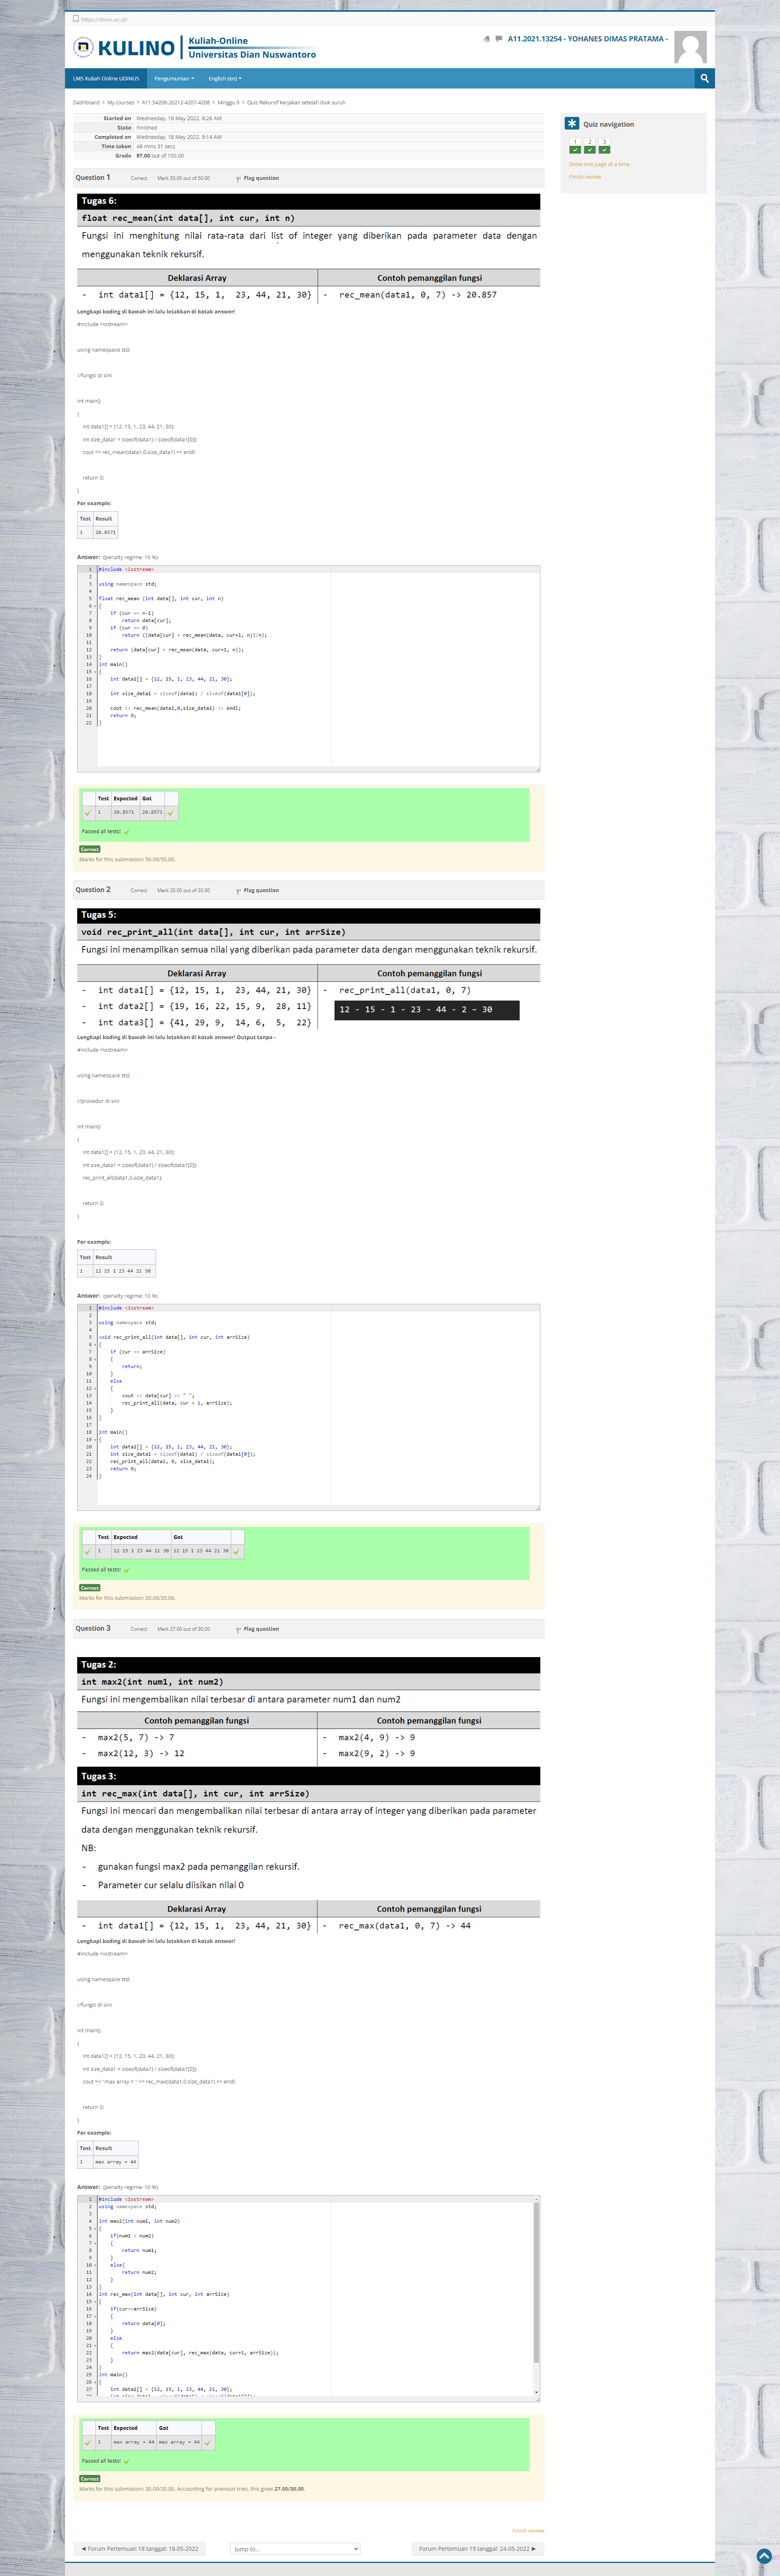 https://dinus.ac.id/
KULINO
Kuliah-Online
Universitas Dian Nuswantoro
A11.2021.13254 - YOHANES DIMAS PRATAMA
LMS Kuliah Online UDINUS Pengumuman English (en)
Dashboard > My courses > A11.54206-20212-4207-4208 > Minggu 9 > Quiz Rekursif kerjakan setelah ibuk suruh
Started on Wednesday, 18 May 2022, 8:26 AM
State Finished
Completed on Wednesday, 18 May 2022, 9:14 AM
Time taken 48 mins 31 secs
Grade 97.00 out of 100.00
Quiz navigation
1 2 3
Show one page at a time
Finish review
Question 1 Correct Mark 50.00 out of 50.00 Flag question
Tugas 6:
float rec_mean(int data[], int cur, int n)
Fungsi ini menghitung nilai rata-rata dari list of integer yang diberikan pada parameter data dengan
menggunakan teknik rekursif.
Deklarasi Array Contoh pemanggilan fungsi
- int data1[] = {12, 15, 1, 23, 44, 21, 30} - rec_mean(data1, 0, 7) -> 20.857
Lengkapi koding di bawah ini lalu letakkan di kotak answer!
#include <iostream>
using namespace std;
//fungsi di sini
int main()
{
int data1[] = {12, 15, 1, 23, 44, 21, 30};
int size_data1 = sizeof(data1) / sizeof(data1[0]);
cout << rec_mean(data1,0,size_data1) << endl;
return 0;
}
For example:
Test Result
1 20.8571
Answer: (penalty regime: 10 %)
1 #include <iostream>
2
3 using namespace std;
4
5 float rec_mean (int data[], int cur, int n)
6 {
7 if (cur == n-1)
8 return data[cur];
9 if (cur == 0)
10 return ((data[cur] + rec_mean(data, cur+1, n))/n);
11
12 return (data[cur] + rec_mean(data, cur+1, n));
13 }
14 int main()
15 {
16 int data1[] = {12, 15, 1, 23, 44, 21, 30};
17
18 int size_data1 = sizeof(data1) / sizeof(data1[0]);
19
20 cout << rec_mean(data1,0,size_data1) << endl;
21 return 0;
22 }
Test Expected Got
1 20.8571 20.8571
Passed all tests!
Correct
Marks for this submission: 50.00/50.00.
Question 2 Correct Mark 20.00 out of 20.00 Flag question
Tugas 5:
void rec_print_all(int data[], int cur, int arrSize)
Fungsi ini menampilkan semua nilai yang diberikan pada parameter data dengan menggunakan teknik rekursif.
Deklarasi Array Contoh pemanggilan fungsi
- int data1[] = {12, 15, 1, 23, 44, 21, 30} - rec_print_all(data1, 0, 7)
- int data2[] = {19, 16, 22, 15, 9, 28, 11} 12 - 15 - 1 - 23 - 44 - 2 – 30
- int data3[] = {41, 29, 9, 14, 6, 5, 22}
Lengkapi koding di bawah ini lalu letakkan di kotak answer! Output tanpa -
#include <iostream>
using namespace std;
//prosedur di sini
int main()
{
int data1[] = {12, 15, 1, 23, 44, 21, 30};
int size_data1 = sizeof(data1) / sizeof(data1[0]);
rec_print_all(data1,0,size_data1);
return 0;
}
For example:
Test Result
1 12 15 1 23 44 21 30
Answer: (penalty regime: 10 %)
1 #include <iostream>
2
3 using namespace std;
4
5 void rec_print_all(int data[], int cur, int arrSize)
6 {
7 if (cur == arrSize)
8 {
9 return;
10 }
11 else
12 {
13 cout << data[cur] << " ";
14 rec_print_all(data, cur + 1, arrSize);
15 }
16 }
17
18 int main()
19 {
20 int data1[] = {12, 15, 1, 23, 44, 21, 30};
21 int size_data1 = sizeof(data1) / sizeof(data1[0]);
22 rec_print_all(data1, 0, size_data1);
23 return 0;
24 }
Test Expected Got
1 12 15 1 23 44 21 30 12 15 1 23 44 21 30
Passed all tests!
Correct
Marks for this submission: 20.00/20.00.
Question 3 Correct Mark 27.00 out of 30.00 Flag question
Tugas 2:
int max2(int num1, int num2)
Fungsi ini mengembalikan nilai terbesar di antara parameter num1 dan num2
Contoh pemanggilan fungsi Contoh pemanggilan fungsi
- max2(5, 7) -> 7 - max2(4, 9) -> 9
- max2(12, 3) -> 12 - max2(9, 2) -> 9
Tugas 3:
int rec_max(int data[], int cur, int arrSize)
Fungsi ini mencari dan mengembalikan nilai terbesar di antara array of integer yang diberikan pada parameter
data dengan menggunakan teknik rekursif.
NB:
- gunakan fungsi max2 pada pemanggilan rekursif.
- Parameter cur selalu diisikan nilai 0
Deklarasi Array Contoh pemanggilan fungsi
- int data1[] = {12, 15, 1, 23, 44, 21, 30} - rec_max(data1, 0, 7) -> 44
Lengkapi koding di bawah ini lalu letakkan di kotak answer!
#include <iostream>
using namespace std;
//fungsi di sini
int main()
{
int data1[] = {12, 15, 1, 23, 44, 21, 30};
int size_data1 = sizeof(data1) / sizeof(data1[0]);
cout << "max array = " << rec_max(data1,0,size_data1) << endl;
return 0;
}
For example:
Test Result
1 max array = 44
Answer: (penalty regime: 10 %)
1 #include <iostream>
2 using namespace std;
3
4 int max2(int num1, int num2)
5 {
6 if(num1 > num2)
7 {
8 return num1;
9 }
10 else{
11 return num2;
12 }
13 }
14 int rec_max(int data[], int cur, int arrSize)
15 {
16 if(cur==arrSize)
17 {
18 return data[0];
19 }
20 else
21 {
22 return max2(data[cur], rec_max(data, cur+1, arrSize));
23 }
24 }
25 int main()
26 {
27 int data1[] = {12, 15, 1, 23, 44, 21, 30};
Test Expected Got
1 max array = 44 max array = 44
Passed all tests!
Correct
Marks for this submission: 30.00/30.00. Accounting for previous tries, this gives 27.00/30.00.
Finish review
◄ Forum Pertemuan 18 tanggal: 18-05-2022 Jump to... Forum Pertemuan 19 tanggal: 24-05-2022 ►